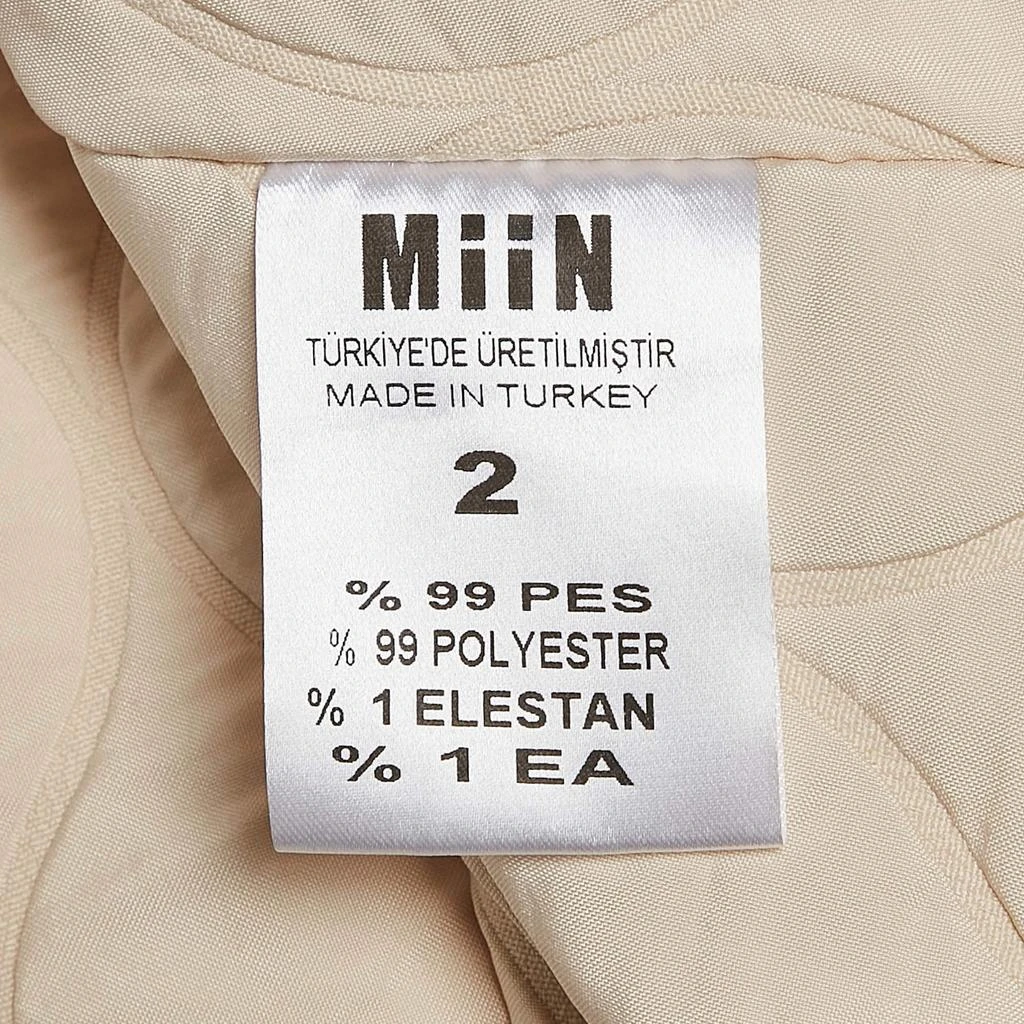 MiiN
TÜRKİYE'DE ÜRETİLMİŞTİR
MADE IN TURKEY
2
% 99 PES
% 99 POLYESTER
% 1 ELESTAN
% 1 EA